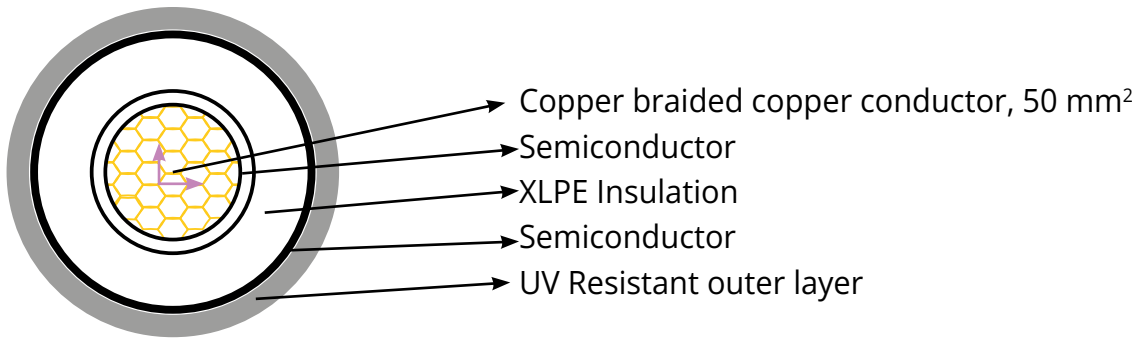 Copper braided copper conductor, 50 mm²
Semiconductor
XLPE Insulation
Semiconductor
UV Resistant outer layer